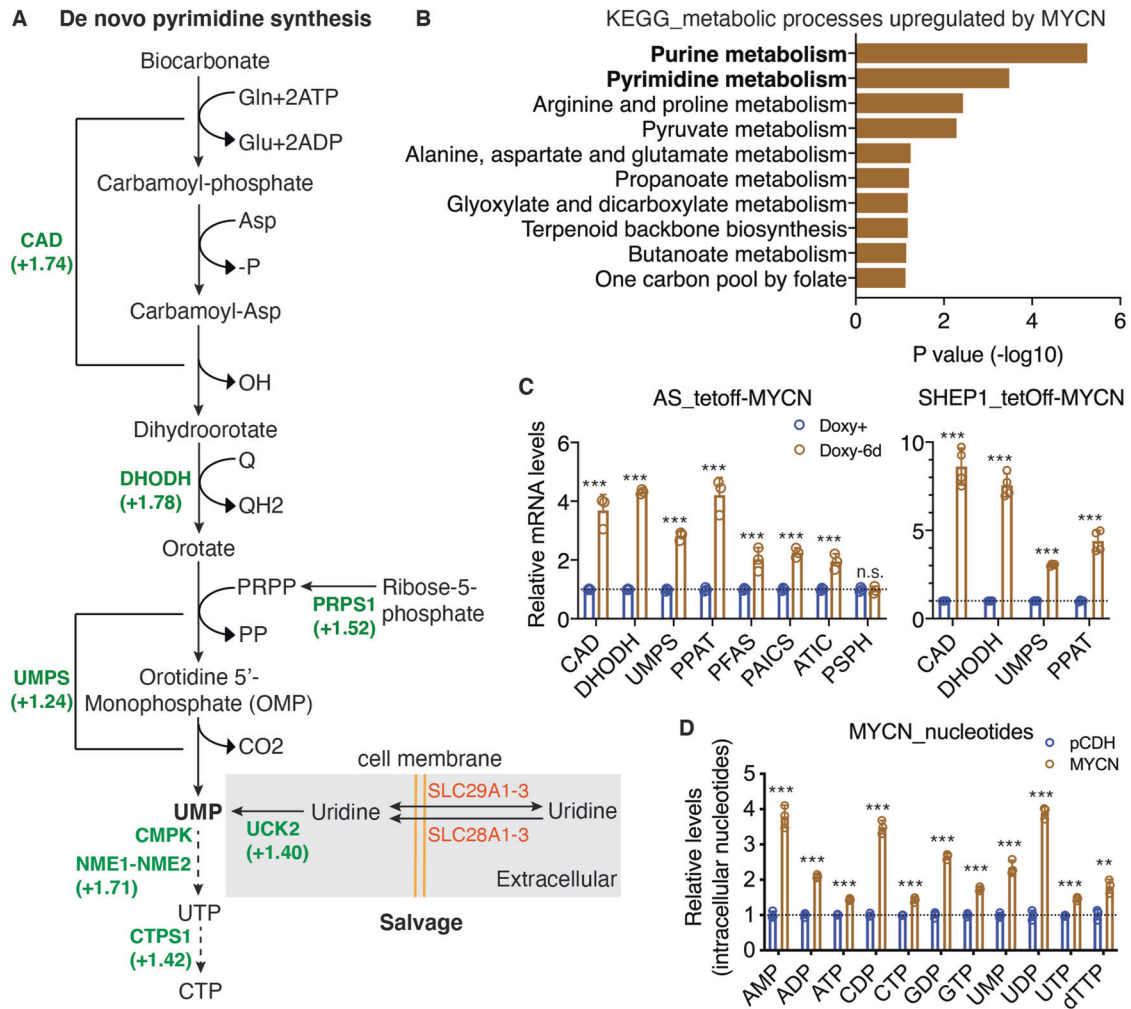 A De novo pyrimidine synthesis
Biocarbonate
Gln+2ATP
Glu+2ADP
Carbamoyl-phosphate
Asp
-P
CAD
(+1.74)
Carbamoyl-Asp
OH
Dihydroorotate
DHODH
(+1.78)
Q
QH2
Orotate
PRPP
Ribose-5-
phosphate
PRPS1
(+1.52)
PP
UMPS
(+1.24)
Orotidine 5'-
Monophosphate (OMP)
CO2
cell membrane
UMP
UCK2
(+1.40)
Uridine
SLC29A1-3
SLC28A1-3
Uridine
Extracellular
Salvage
CMPK
NME1-NME2
(+1.71)
UTP
CTPS1
(+1.42)
CTP
B KEGG_metabolic processes upregulated by MYCN
Purine metabolism
Pyrimidine metabolism
Arginine and proline metabolism
Pyruvate metabolism
Alanine, aspartate and glutamate metabolism
Propanoate metabolism
Glyoxylate and dicarboxylate metabolism
Terpenoid backbone biosynthesis
Butanoate metabolism
One carbon pool by folate
0 2 4 6
P value (-log10)
C AS_tetoff-MYCN
Doxy+
Doxy-6d
Relative mRNA levels
6
4
2
0
*** *** *** *** *** *** *** n.s.
CAD DHODH UMPS PPAT PFAS PAICS ATIC PSPH
SHEP1_tetOff-MYCN
10
8
6
4
2
0
*** *** *** ***
CAD DHODH UMPS PPAT
D MYCN_nucleotides
pCDH
MYCN
Relative levels
(intracellular nucleotides)
5
4
3
2
1
0
*** *** *** *** *** *** *** *** *** *** **
AMP ADP ATP CDP CTP GDP GTP UMP UDP UTP dTTP